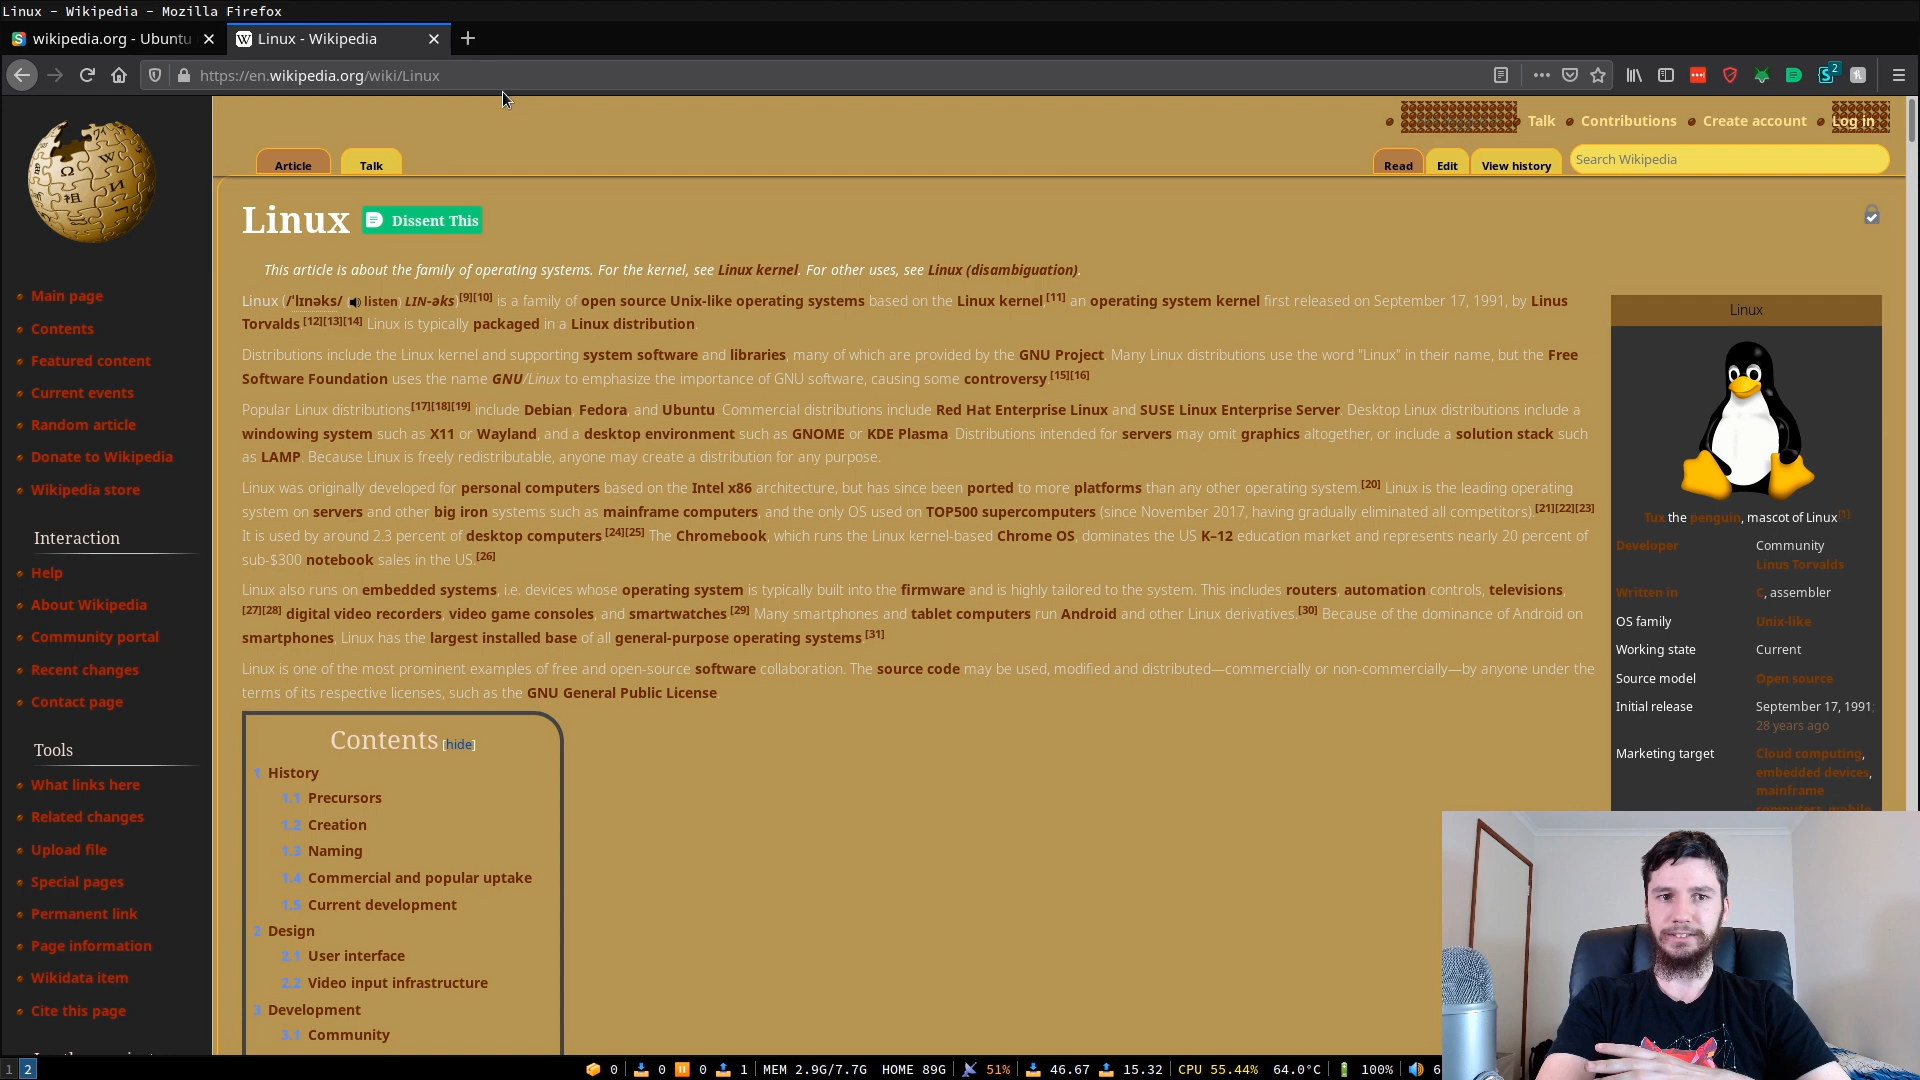 Linux - Wikipedia - Mozilla Firefox
wikipedia.org - Ubuntu
Linux - Wikipedia
https://en.wikipedia.org/wiki/Linux
Talk
Contributions
Create account
Log in
Article
Talk
Read
Edit
View history
Search Wikipedia
Linux
Dissent This
This article is about the family of operating systems. For the kernel, see Linux kernel. For other uses, see Linux (disambiguation).
Linux (/ˈlɪnəks/ (listen) LIN-əks)[9][10] is a family of open source Unix-like operating systems based on the Linux kernel,[11] an operating system kernel first released on September 17, 1991, by Linus
Torvalds.[12][13][14] Linux is typically packaged in a Linux distribution.
Distributions include the Linux kernel and supporting system software and libraries, many of which are provided by the GNU Project. Many Linux distributions use the word "Linux" in their name, but the Free
Software Foundation uses the name GNU/Linux to emphasize the importance of GNU software, causing some controversy.[15][16]
Popular Linux distributions[17][18][19] include Debian, Fedora, and Ubuntu. Commercial distributions include Red Hat Enterprise Linux and SUSE Linux Enterprise Server. Desktop Linux distributions include a
windowing system such as X11 or Wayland, and a desktop environment such as GNOME or KDE Plasma. Distributions intended for servers may omit graphics altogether, or include a solution stack such
as LAMP. Because Linux is freely redistributable, anyone may create a distribution for any purpose.
Linux was originally developed for personal computers based on the Intel x86 architecture, but has since been ported to more platforms than any other operating system.[20] Linux is the leading operating
system on servers and other big iron systems such as mainframe computers, and the only OS used on TOP500 supercomputers (since November 2017, having gradually eliminated all competitors).[21][22][23]
It is used by around 2.3 percent of desktop computers.[24][25] The Chromebook, which runs the Linux kernel-based Chrome OS, dominates the US K–12 education market and represents nearly 20 percent of
sub-$300 notebook sales in the US.[26]
Linux also runs on embedded systems, i.e. devices whose operating system is typically built into the firmware and is highly tailored to the system. This includes routers, automation controls, televisions,
[27][28] digital video recorders, video game consoles, and smartwatches.[29] Many smartphones and tablet computers run Android and other Linux derivatives.[30] Because of the dominance of Android on
smartphones, Linux has the largest installed base of all general-purpose operating systems.[31]
Linux is one of the most prominent examples of free and open-source software collaboration. The source code may be used, modified and distributed—commercially or non-commercially—by anyone under the
terms of its respective licenses, such as the GNU General Public License.
Contents [hide]
1 History
1.1 Precursors
1.2 Creation
1.3 Naming
1.4 Commercial and popular uptake
1.5 Current development
2 Design
2.1 User interface
2.2 Video input infrastructure
3 Development
3.1 Community
Linux
Tux the penguin, mascot of Linux[1]
Developer Community
Linus Torvalds
Written in C, assembler
OS family Unix-like
Working state Current
Source model Open source
Initial release September 17, 1991;
28 years ago
Marketing target Cloud computing,
embedded devices,
mainframe
computers, mobile
Main page
Contents
Featured content
Current events
Random article
Donate to Wikipedia
Wikipedia store
Interaction
Help
About Wikipedia
Community portal
Recent changes
Contact page
Tools
What links here
Related changes
Upload file
Special pages
Permanent link
Page information
Wikidata item
Cite this page
1 2
0 0 0 1 MEM 2.9G/7.7G HOME 89G 51% 46.67 15.32 CPU 55.44% 64.0°C 100% 6